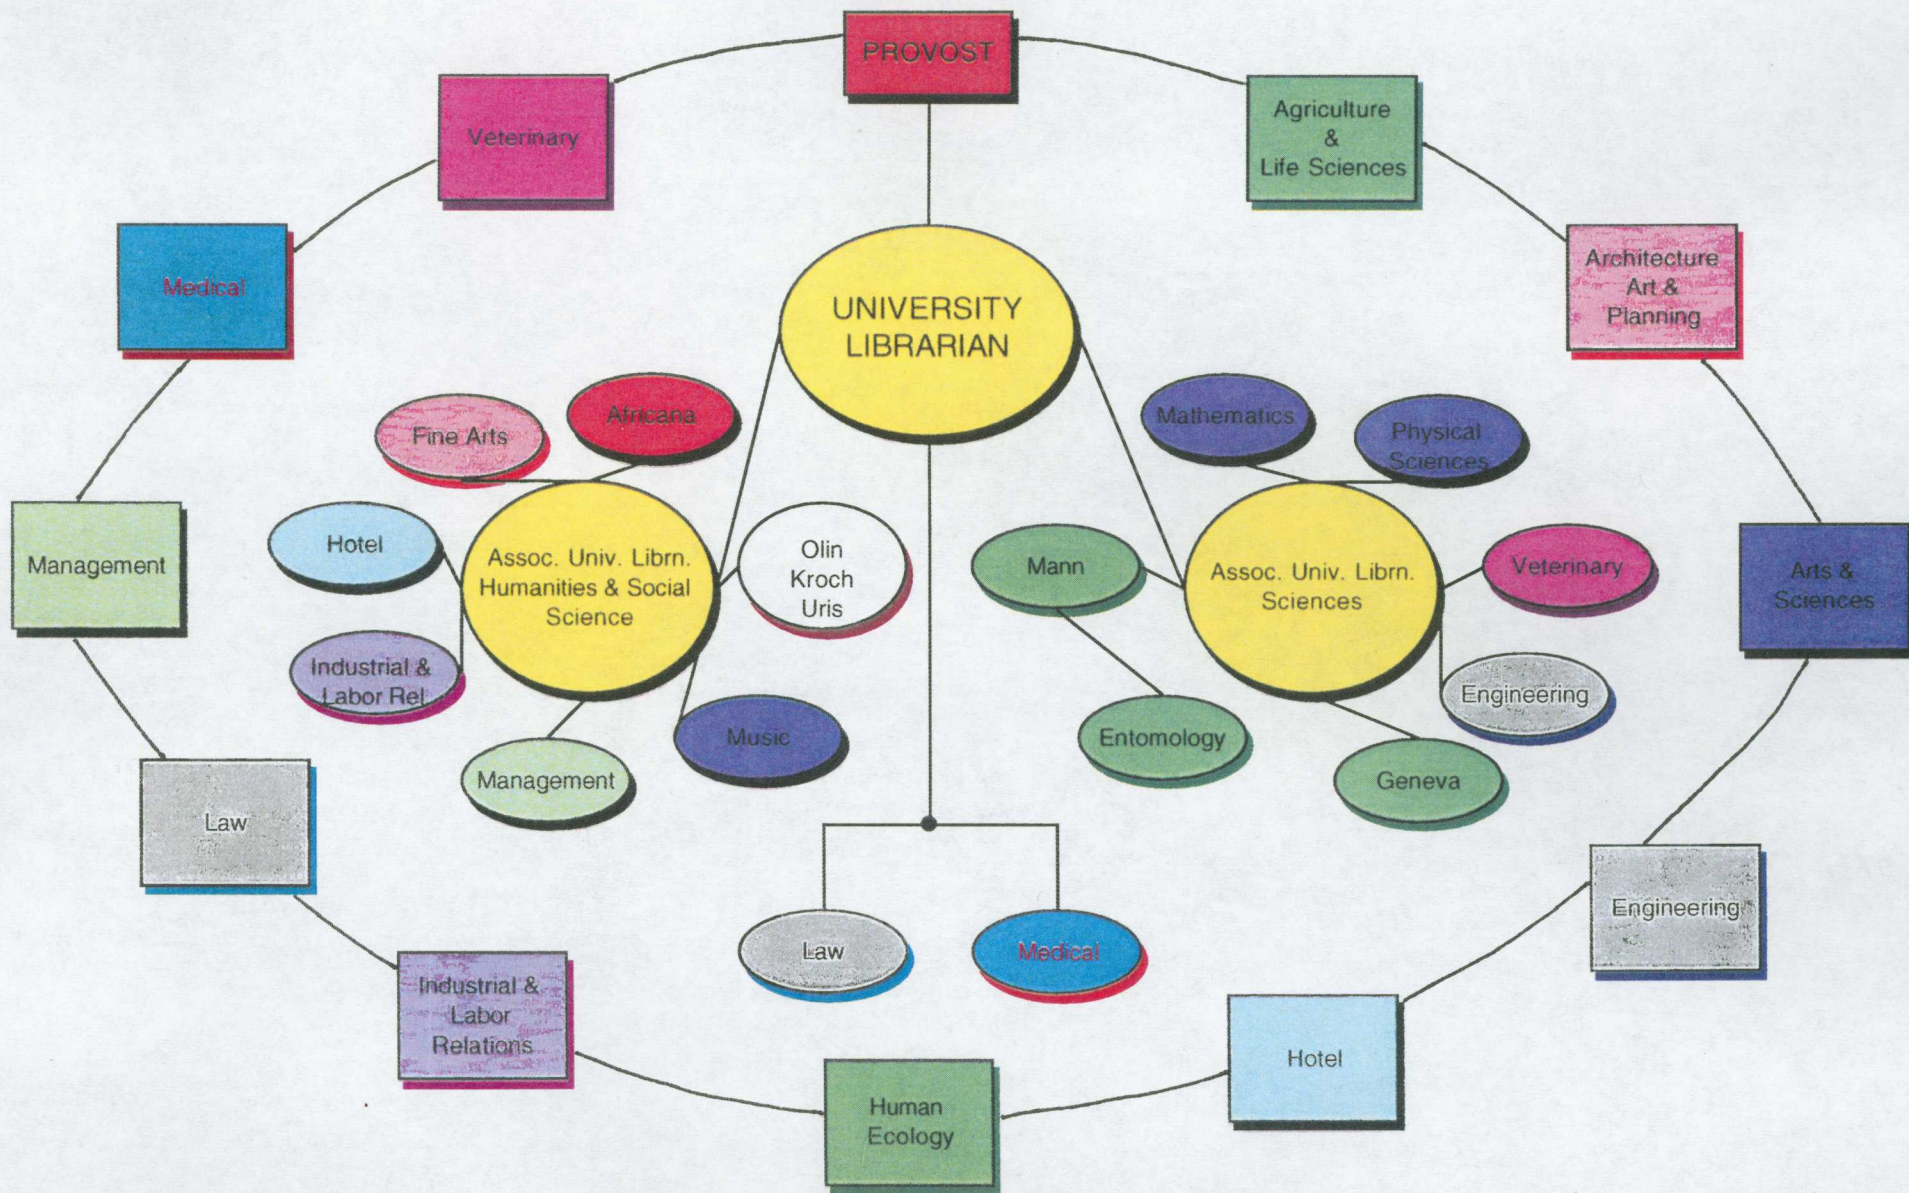 PROVOST
Veterinary
Agriculture
&
Life Sciences
Medical
Architecture
Art &
Planning
UNIVERSITY
LIBRARIAN
Fine Arts
Africana
Mathematics
Physical
Sciences
Management
Hotel
Assoc. Univ. Librn.
Humanities & Social
Science
Olin
Kroch
Uris
Mann
Assoc. Univ. Librn.
Sciences
Veterinary
Arts &
Sciences
Industrial &
Labor Rel
Engineering
Management
Music
Entomology
Geneva
Law
Engineering
Law
Medical
Industrial &
Labor
Relations
Hotel
Human
Ecology